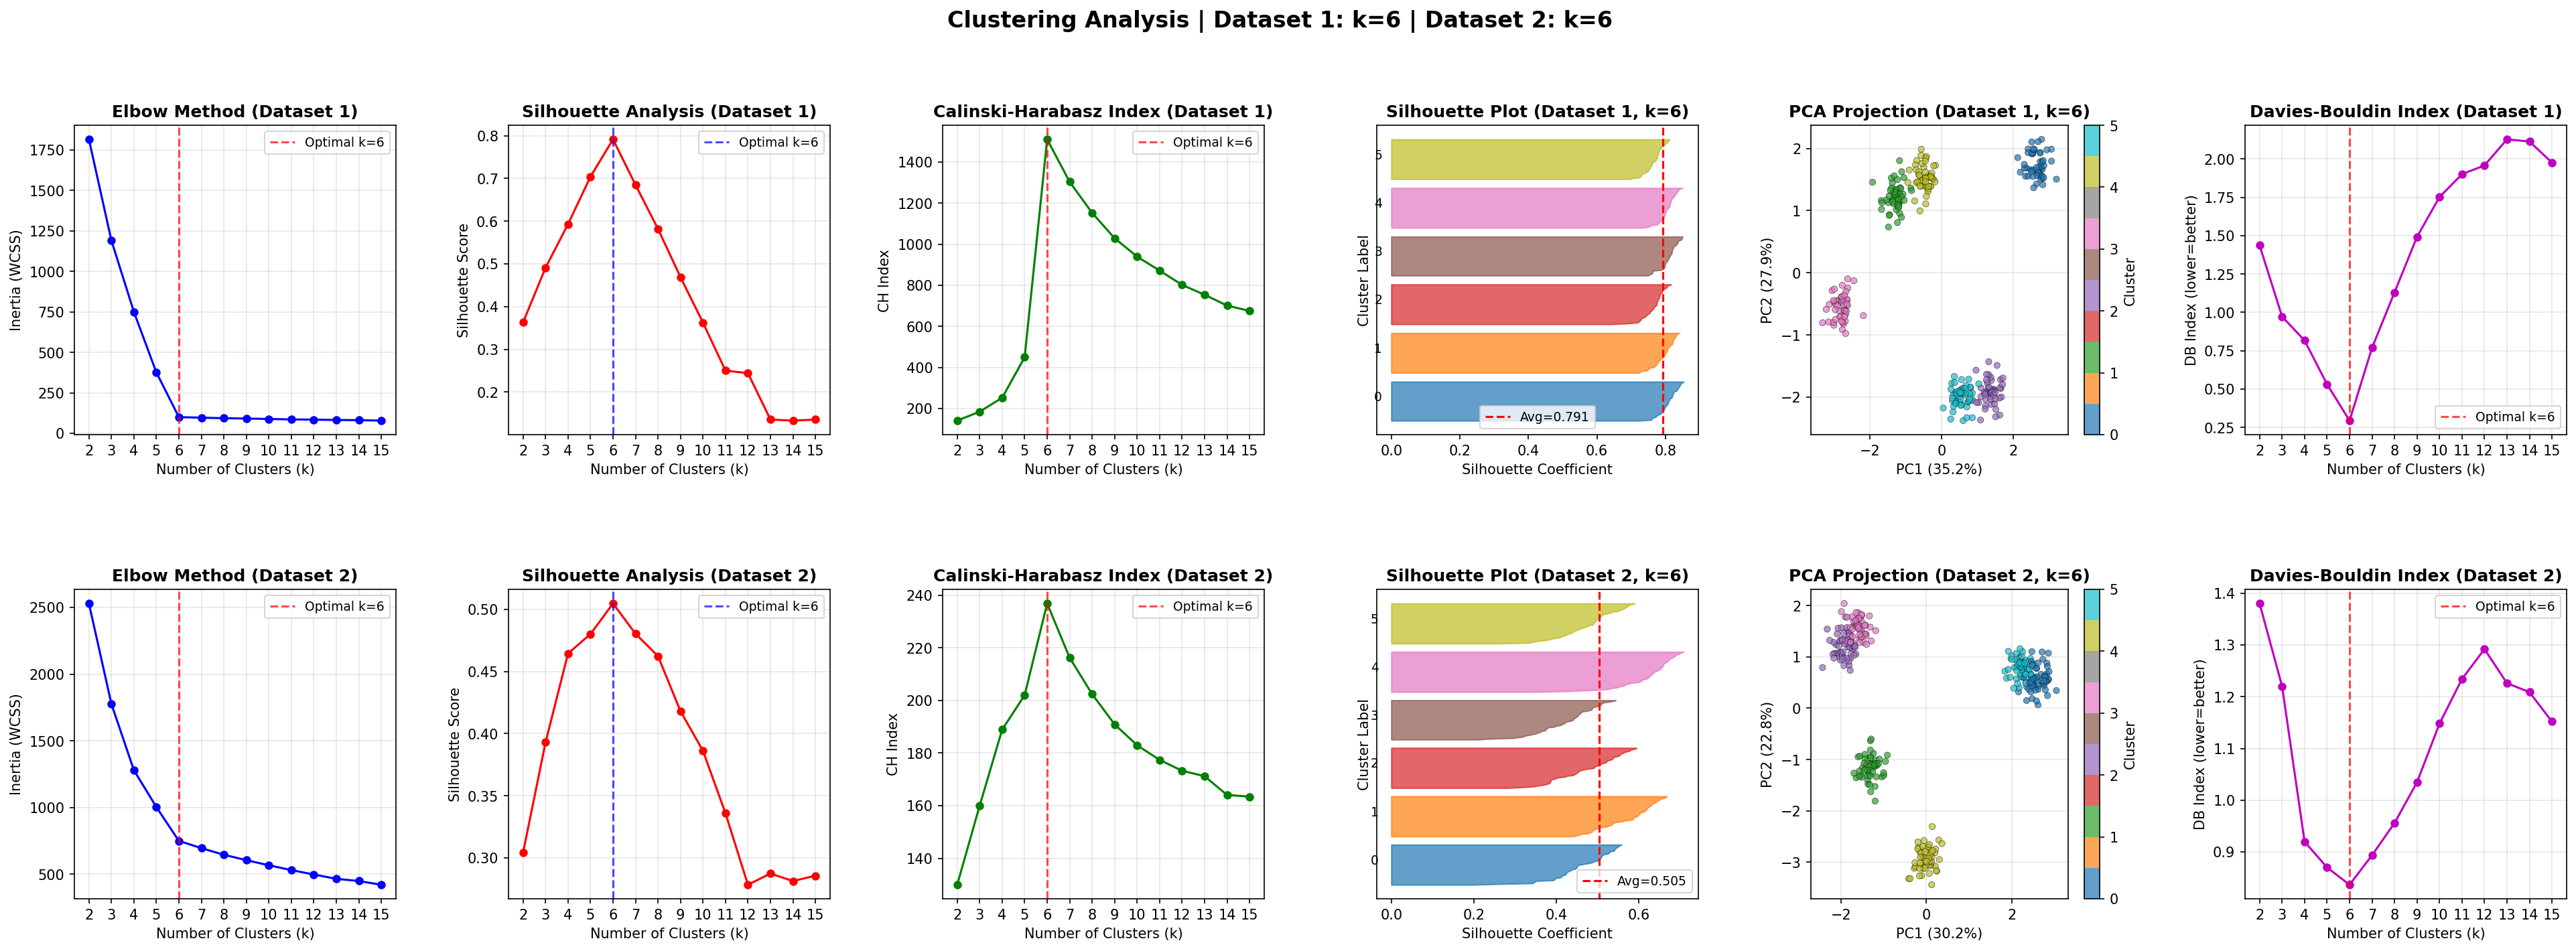 Clustering Analysis | Dataset 1: k=6 | Dataset 2: k=6
Elbow Method (Dataset 1)
Inertia (WCSS)
1750
1500
1250
1000
750
500
250
0
Optimal k=6
2 3 4 5 6 7 8 9 10 11 12 13 14 15
Number of Clusters (k)
Silhouette Analysis (Dataset 1)
Silhouette Score
0.8
0.7
0.6
0.5
0.4
0.3
0.2
Optimal k=6
2 3 4 5 6 7 8 9 10 11 12 13 14 15
Number of Clusters (k)
Calinski-Harabasz Index (Dataset 1)
CH Index
1400
1200
1000
800
600
400
200
Optimal k=6
2 3 4 5 6 7 8 9 10 11 12 13 14 15
Number of Clusters (k)
Silhouette Plot (Dataset 1, k=6)
Cluster Label
5
4
3
2
1
0
Avg=0.791
0.0 0.2 0.4 0.6 0.8
Silhouette Coefficient
PCA Projection (Dataset 1, k=6)
PC2 (27.9%)
2
1
0
−1
−2
−2 0 2
PC1 (35.2%)
5
4
3
2
1
0
Cluster
Davies-Bouldin Index (Dataset 1)
DB Index (lower=better)
2.00
1.75
1.50
1.25
1.00
0.75
0.50
0.25
Optimal k=6
2 3 4 5 6 7 8 9 10 11 12 13 14 15
Number of Clusters (k)
Elbow Method (Dataset 2)
Inertia (WCSS)
2500
2000
1500
1000
500
Optimal k=6
2 3 4 5 6 7 8 9 10 11 12 13 14 15
Number of Clusters (k)
Silhouette Analysis (Dataset 2)
Silhouette Score
0.50
0.45
0.40
0.35
0.30
Optimal k=6
2 3 4 5 6 7 8 9 10 11 12 13 14 15
Number of Clusters (k)
Calinski-Harabasz Index (Dataset 2)
CH Index
240
220
200
180
160
140
Optimal k=6
2 3 4 5 6 7 8 9 10 11 12 13 14 15
Number of Clusters (k)
Silhouette Plot (Dataset 2, k=6)
Cluster Label
5
4
3
2
1
0
Avg=0.505
0.0 0.2 0.4 0.6
Silhouette Coefficient
PCA Projection (Dataset 2, k=6)
PC2 (22.8%)
2
1
0
−1
−2
−3
−2 0 2
PC1 (30.2%)
5
4
3
2
1
0
Cluster
Davies-Bouldin Index (Dataset 2)
DB Index (lower=better)
1.4
1.3
1.2
1.1
1.0
0.9
Optimal k=6
2 3 4 5 6 7 8 9 10 11 12 13 14 15
Number of Clusters (k)